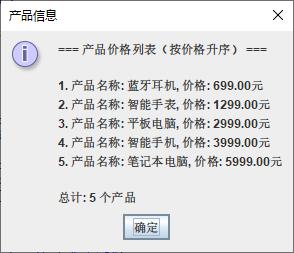 产品信息
=== 产品价格列表（按价格升序） ===
1. 产品名称: 蓝牙耳机, 价格: 699.00元
2. 产品名称: 智能手表, 价格: 1299.00元
3. 产品名称: 平板电脑, 价格: 2999.00元
4. 产品名称: 智能手机, 价格: 3999.00元
5. 产品名称: 笔记本电脑, 价格: 5999.00元
总计: 5 个产品
确定